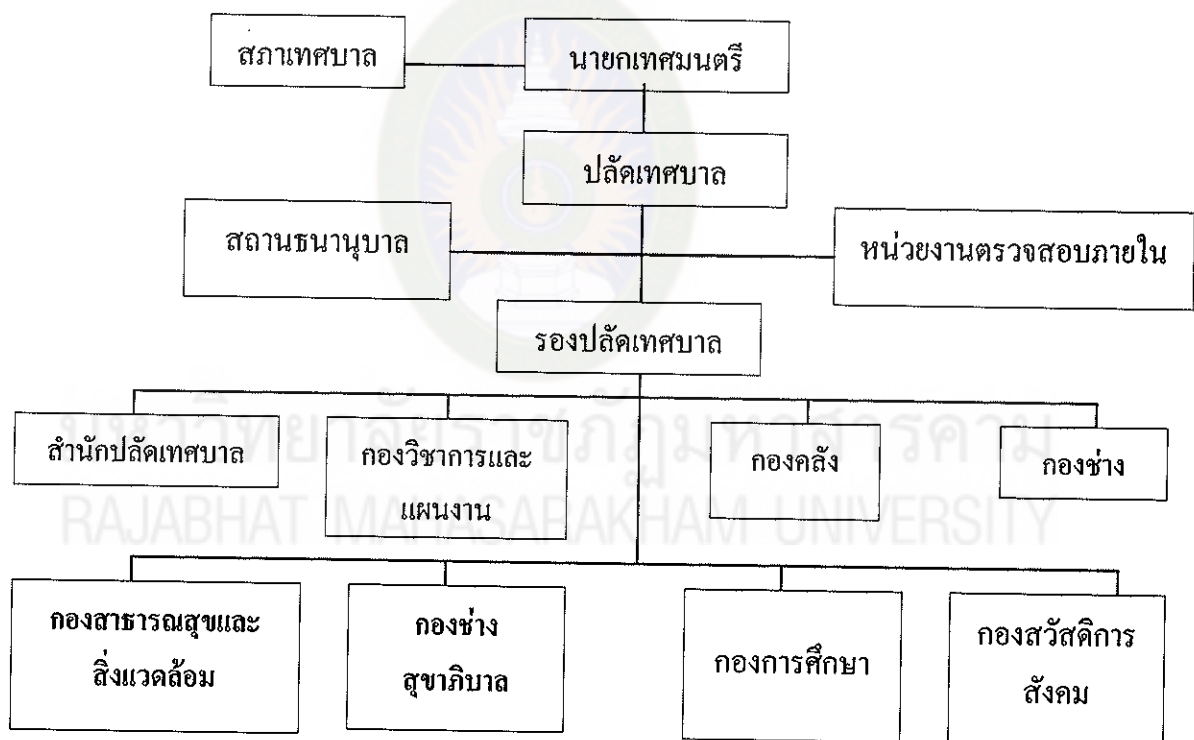 สภาเทศบาล
นายกเทศมนตรี
ปลัดเทศบาล
สถานธนานุบาล
หน่วยงานตรวจสอบภายใน
รองปลัดเทศบาล
มหาวิทยาลัยราชภัฏมหาสารคาม
RAJABHAT MAHASARAKHAM UNIVERSITY
สำนักปลัดเทศบาล
กองวิชาการและ
แผนงาน
กองคลัง
กองช่าง
กองสาธารณสุขและ
สิ่งแวดล้อม
กองช่าง
สุขาภิบาล
กองการศึกษา
กองสวัสดิการ
สังคม